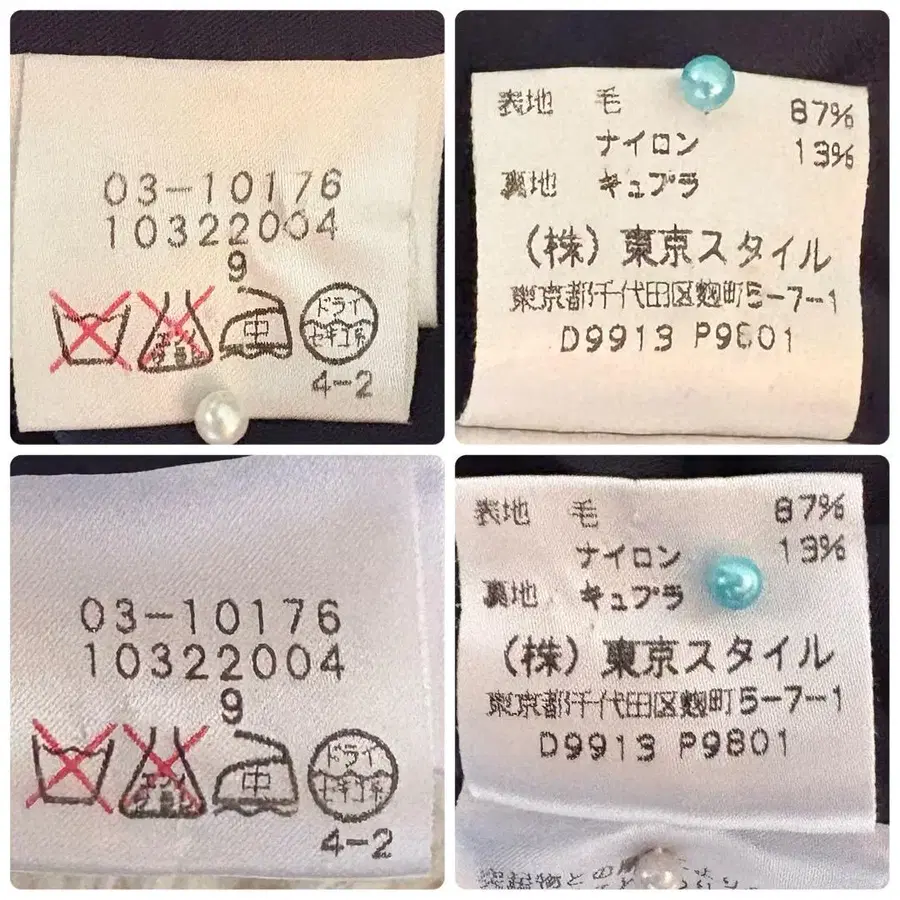 03-10176
10322004
9
中
ドライ
セキユ系
4-2
表地 毛 87%
ナイロン 13%
裏地 キュプラ
(株)東京スタイル
東京都千代田区麹町5-7-1
D9913 P9801
03-10176
10322004
9
中
ドライ
セキユ系
4-2
表地 毛 87%
ナイロン 13%
裏地 キュプラ
(株)東京スタイル
東京都千代田区麹町5-7-1
D9913 P9801